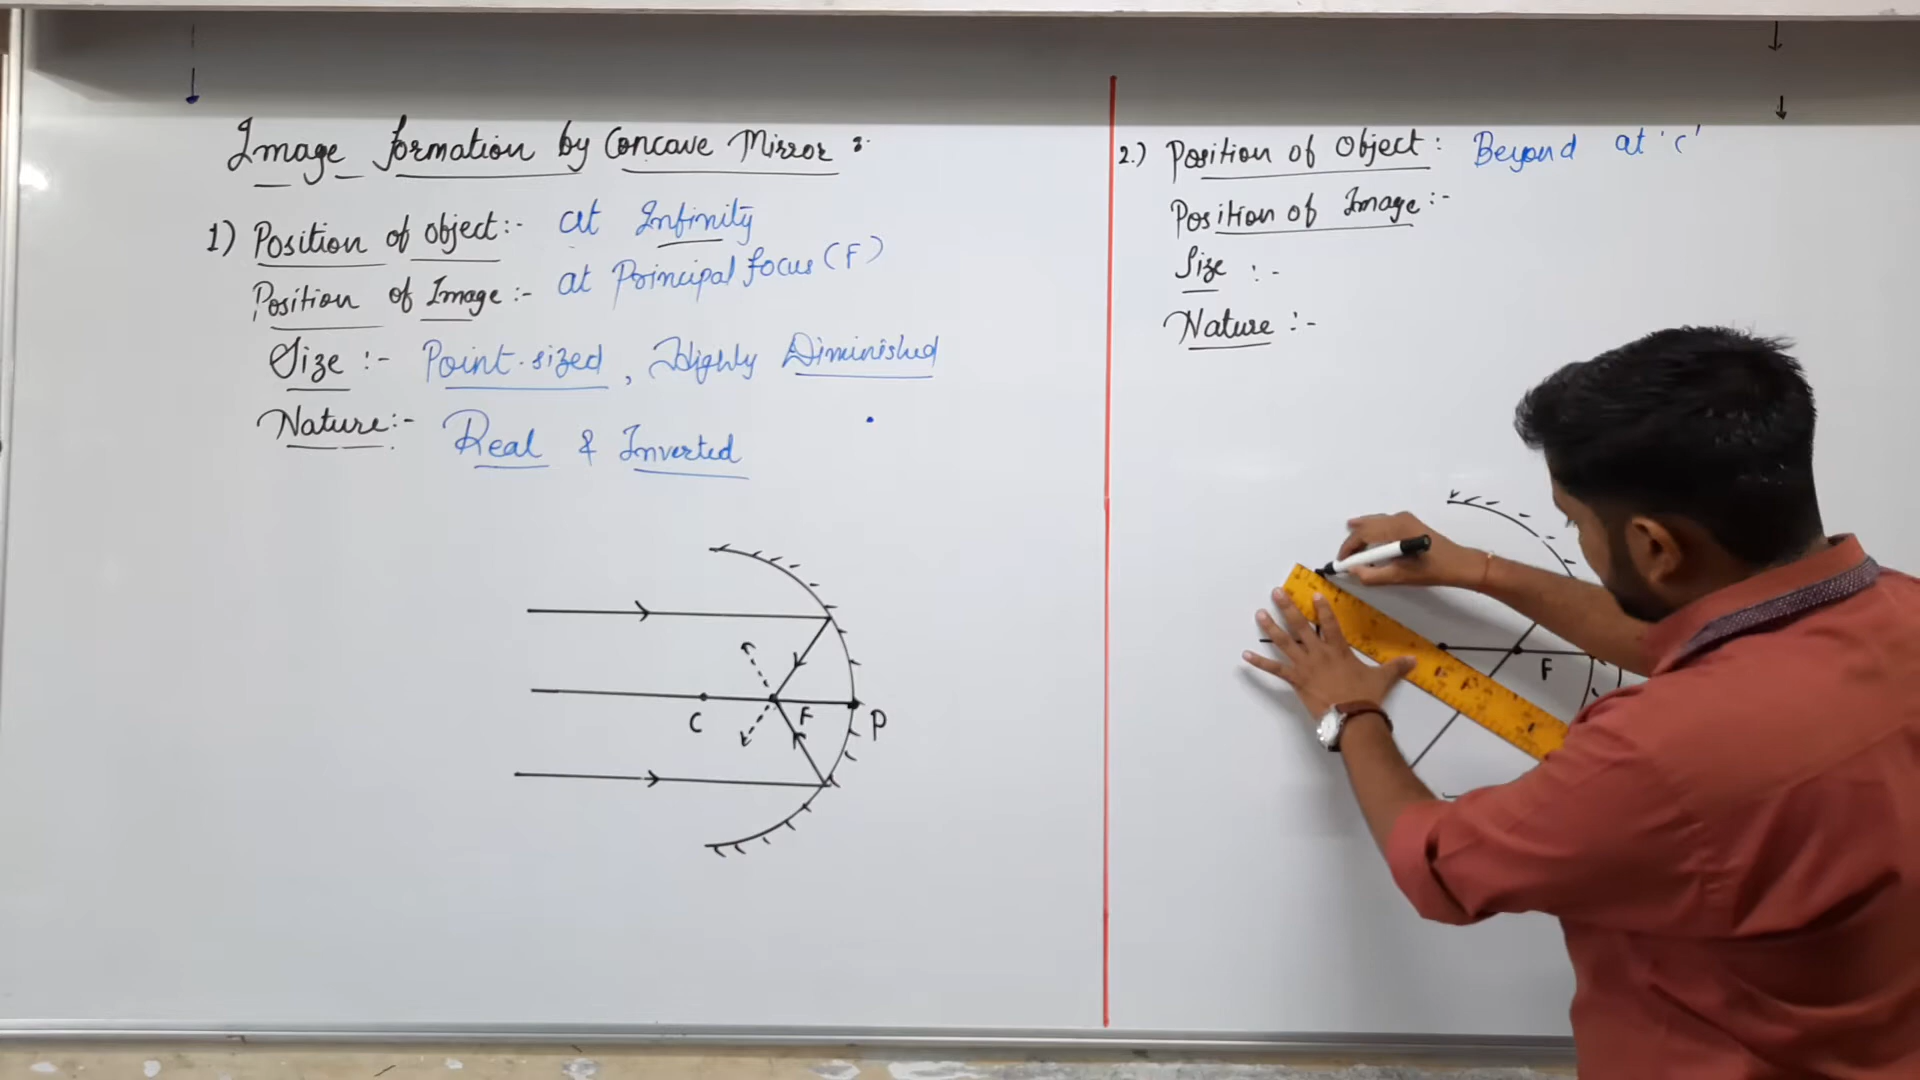 Image formation by Concave Mirror :-
1) Position of object :- at Infinity
Position of Image :- at Principal focus (F)
Size :- Point-sized, Highly Diminished
Nature :- Real & Inverted
C F P
2.) Position of Object : Beyond at 'C'
Position of Image :-
Size :-
Nature :-
F